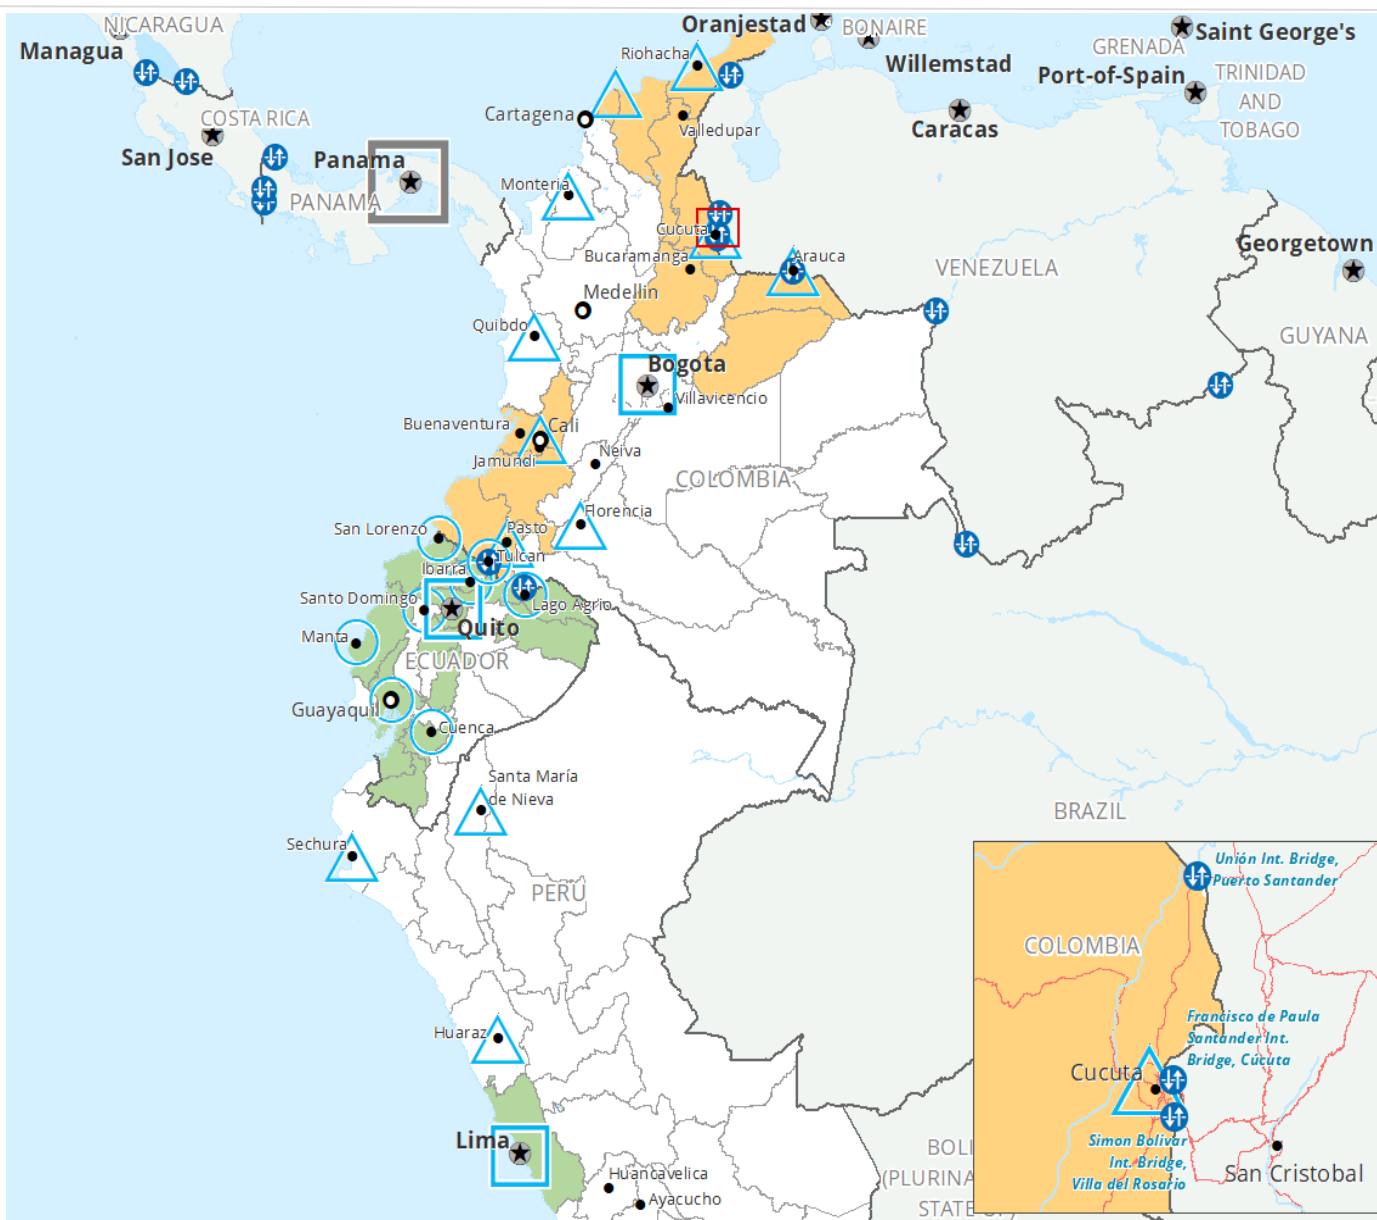 NICARAGUA
Managua
COSTA RICA
San Jose
Panama
PANAMA
Oranjestad
BONAIRE
Willemstad
Saint George's
GRENADA
Port-of-Spain
TRINIDAD
AND
TOBAGO
Caracas
Riohacha
Cartagena
Valledupar
Monteria
Cucuta
Bucaramanga
Arauca
VENEZUELA
Georgetown
GUYANA
Medellin
Quibdo
Bogota
Villavicencio
Buenaventura
Cali
Jamundi
Neiva
COLOMBIA
Florencia
San Lorenzo
Pasto
Tulcan
Ibarra
Santo Domingo
Lago Agrio
Quito
Manta
ECUADOR
Guayaquil
Cuenca
Santa María
de Nieva
Sechura
PERU
BRAZIL
Huaraz
Lima
Huancavelica
Ayacucho
BOLI
(PLURINA
STATE OF)
Unión Int. Bridge,
Puerto Santander
COLOMBIA
Francisco de Paula
Santander Int.
Bridge, Cúcuta
Cucuta
Simon Bolivar
Int. Bridge,
Villa del Rosario
San Cristobal